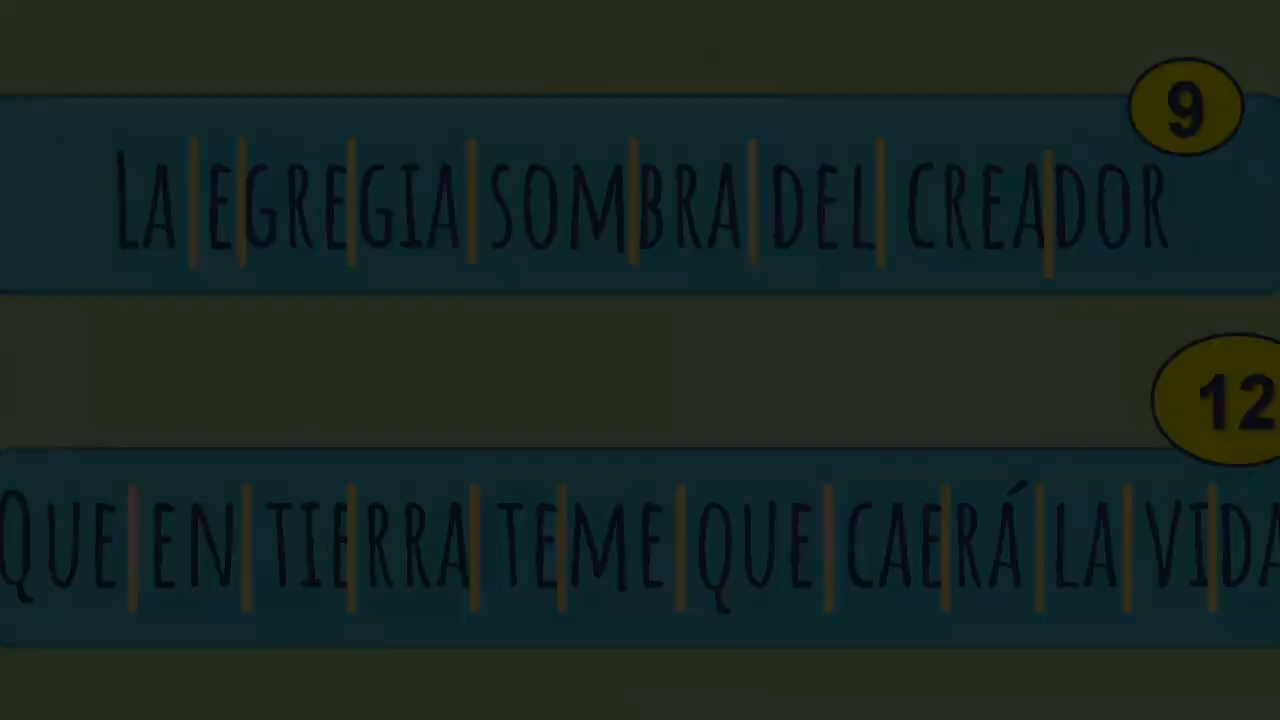 9
La egregia sombra del creador
12
Que en tierra teme que caerá la vida